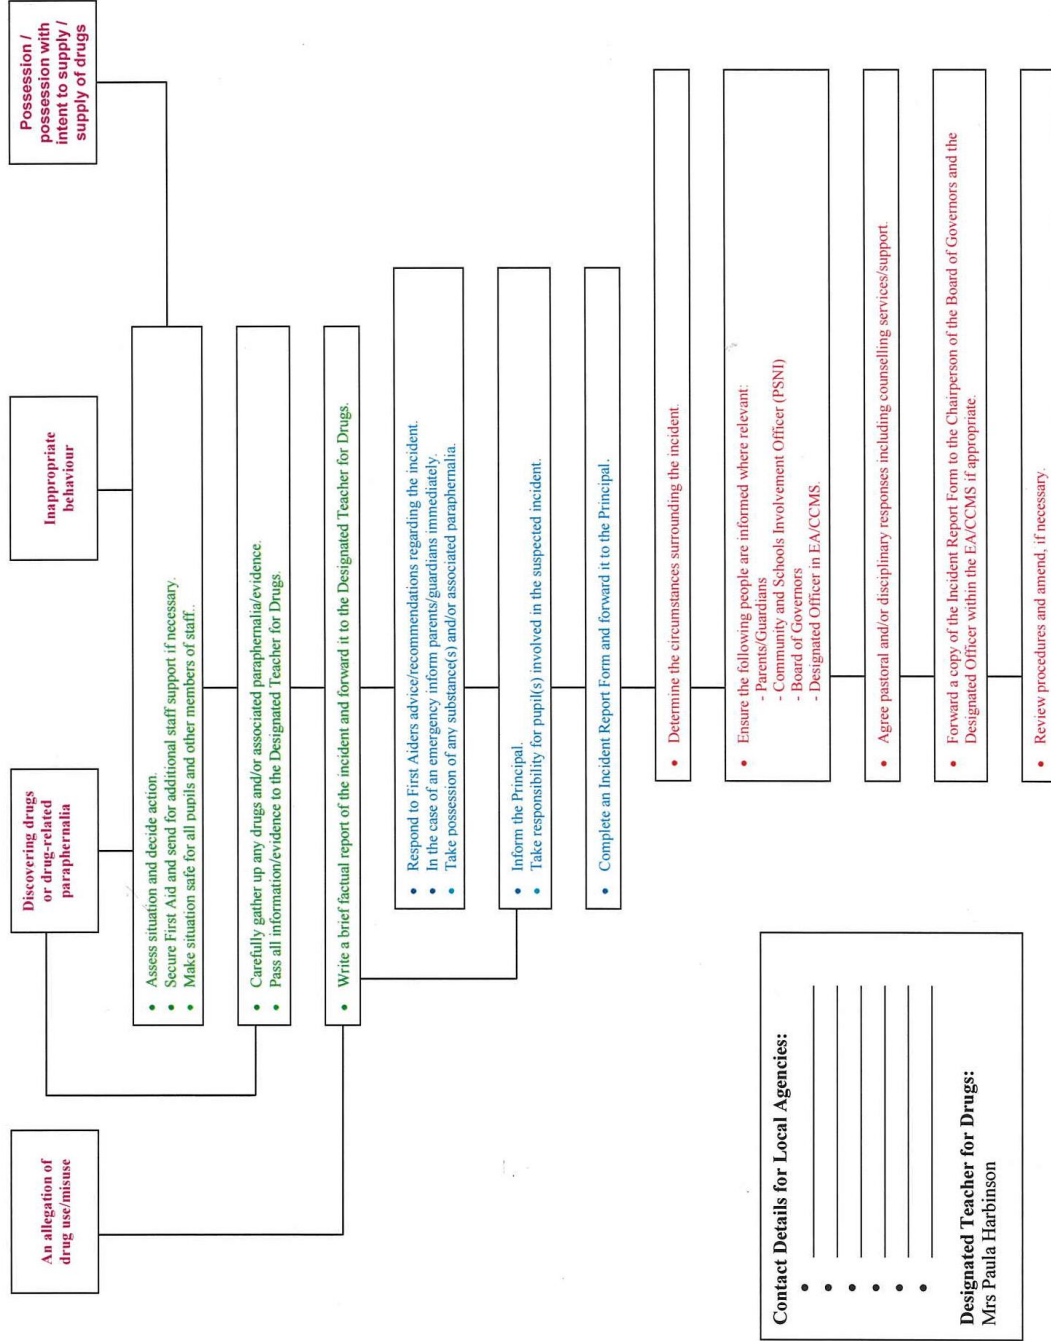 An allegation of
drug use/misuse
Discovering drugs
or drug-related
paraphernalia
Inappropriate
behaviour
Possession /
possession with
intent to supply /
supply of drugs
• Assess situation and decide action.
• Secure First Aid and send for additional staff support if necessary.
• Make situation safe for all pupils and other members of staff..
• Carefully gather up any drugs and/or associated paraphernalia/evidence.
• Pass all information/evidence to the Designated Teacher for Drugs.
• Write a brief factual report of the incident and forward it to the Designated Teacher for Drugs.
• Respond to First Aiders advice/recommendations regarding the incident.
• In the case of an emergency inform parents/guardians immediately.
• Take possession of any substance(s) and/or associated paraphernalia.
• Inform the Principal.
• Take responsibility for pupil(s) involved in the suspected incident.
• Complete an Incident Report Form and forward it to the Principal.
• Determine the circumstances surrounding the incident.
• Ensure the following people are informed where relevant:
- Parents/Guardians
- Community and Schools Involvement Officer (PSNI)
- Board of Governors
- Designated Officer in EA/CCMS.
• Agree pastoral and/or disciplinary responses including counselling services/support.
• Forward a copy of the Incident Report Form to the Chairperson of the Board of Governors and the
Designated Officer within the EA/CCMS if appropriate.
• Review procedures and amend, if necessary.
Contact Details for Local Agencies:
Designated Teacher for Drugs:
Mrs Paula Harbinson